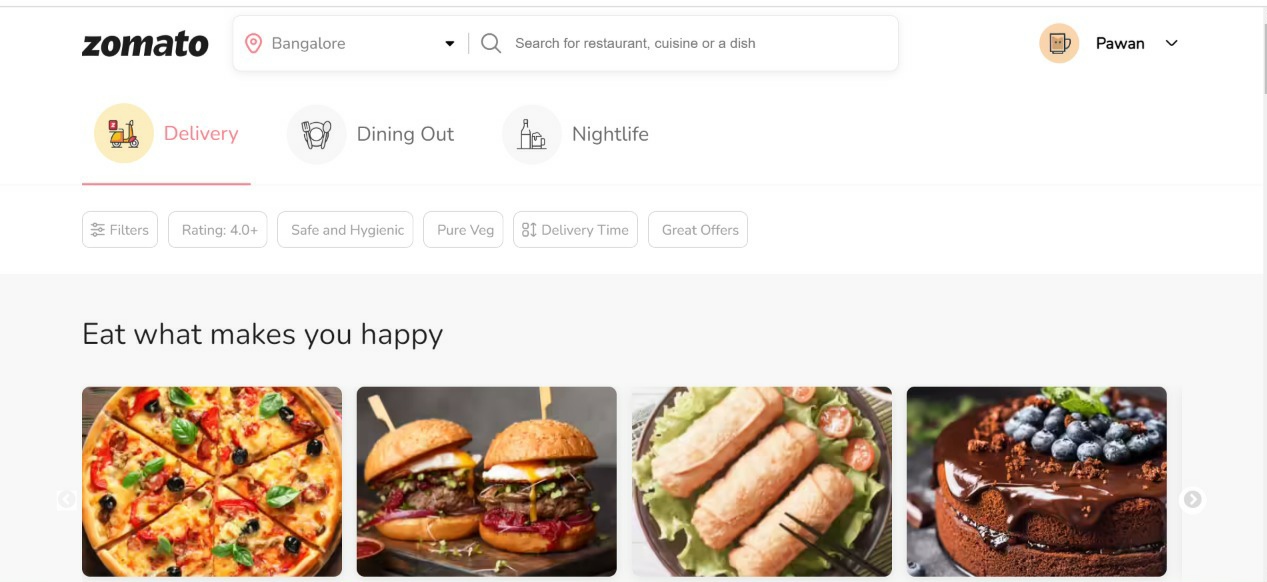 zomato
Bangalore
Search for restaurant, cuisine or a dish
Pawan
Delivery
Dining Out
Nightlife
Filters
Rating: 4.0+
Safe and Hygienic
Pure Veg
Delivery Time
Great Offers
Eat what makes you happy